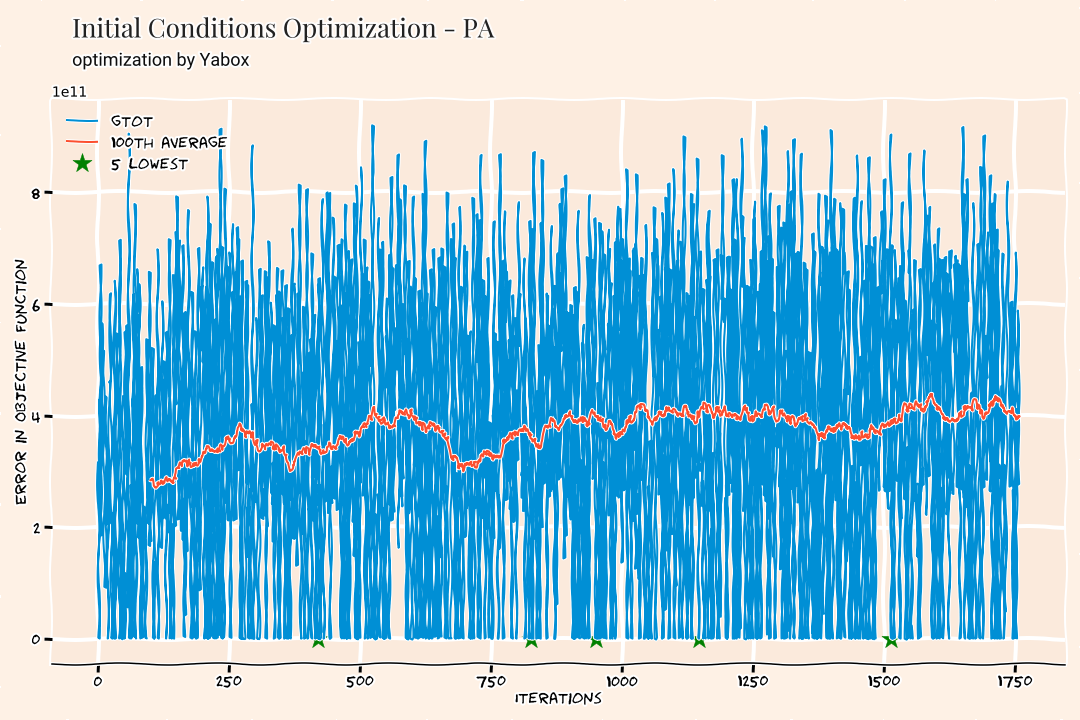 Initial Conditions Optimization - PA
optimization by Yabox
1e11
GTOT
100TH AVERAGE
5 LOWEST
8
6
4
2
0
ERROR IN OBJECTIVE FUNCTION
0 250 500 750 1000 1250 1500 1750
ITERATIONS